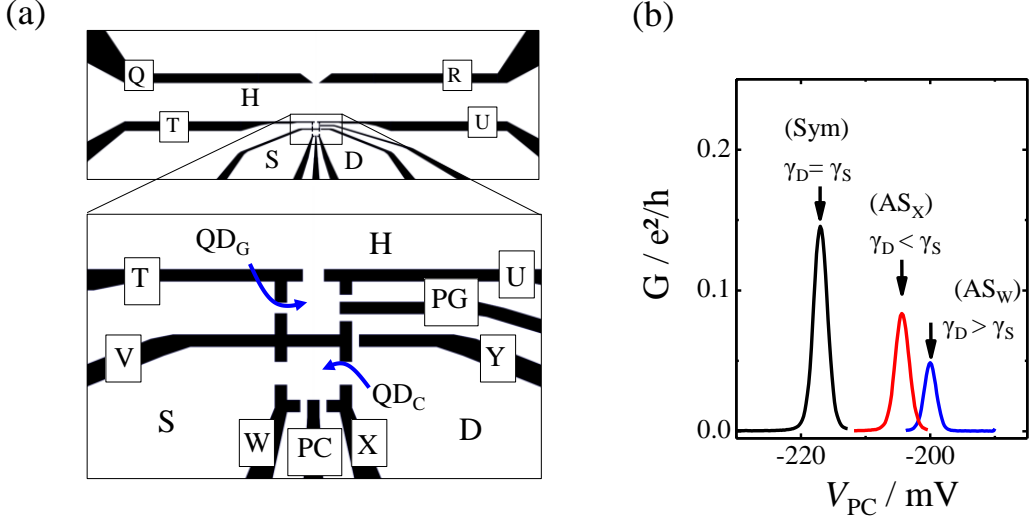 (a)
Q
R
H
T
U
S
D
QD_G
H
T
U
PG
V
Y
QD_C
S
D
W
PC
X
(b)
(Sym)
γ_D = γ_S
(AS_X)
γ_D < γ_S
(AS_W)
γ_D > γ_S
0.2
0.1
0.0
G / e²/h
-220
-200
V_PC / mV